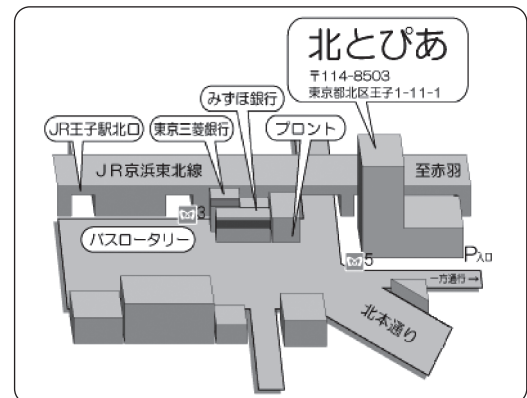 北とぴあ
〒114-8503
東京都北区王子1-11-1
みずほ銀行
JR王子駅北口
東京三菱銀行
プロント
JR京浜東北線
至赤羽
3
バスロータリー
5
P入口
一方通行→
北本通り